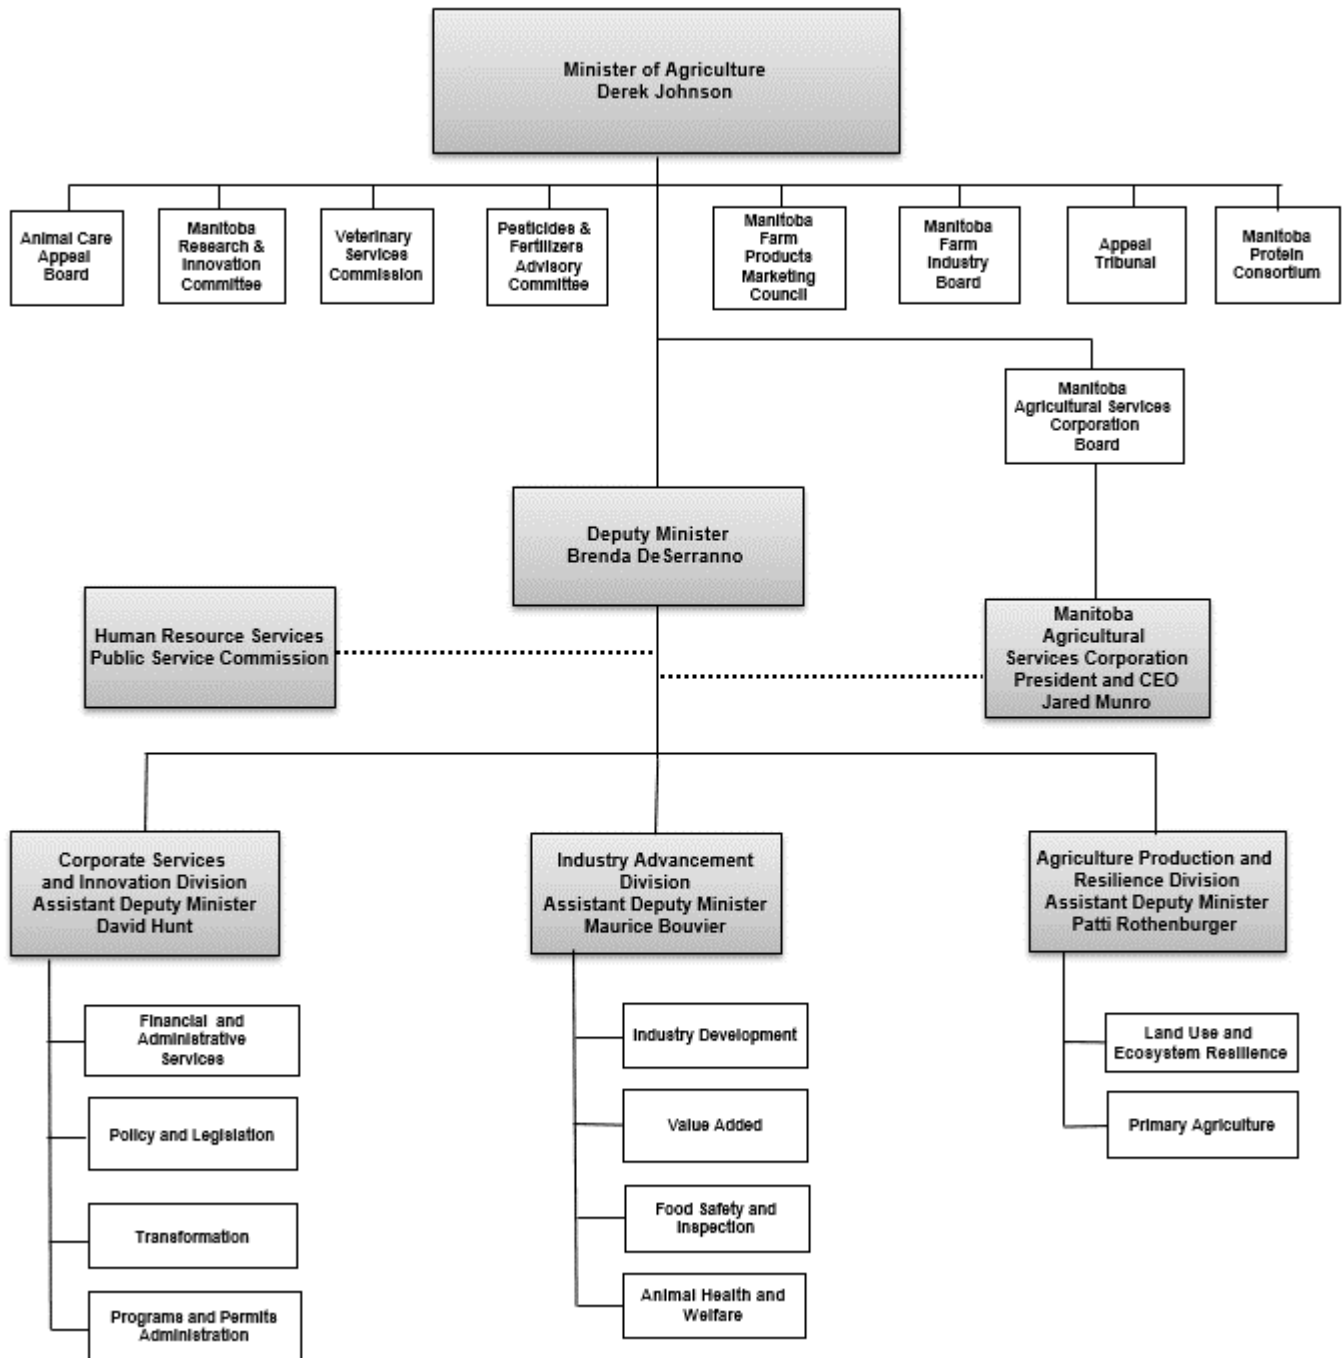 Minister of Agriculture
Derek Johnson
Animal Care
Appeal
Board
Manitoba
Research &
Innovation
Committee
Veterinary
Services
Commission
Pesticides &
Fertilizers
Advisory
Committee
Manitoba
Farm
Products
Marketing
Council
Manitoba
Farm
Industry
Board
Appeal
Tribunal
Manitoba
Protein
Consortium
Manitoba
Agricultural Services
Corporation
Board
Deputy Minister
Brenda DeSerranno
Human Resource Services
Public Service Commission
Manitoba
Agricultural
Services Corporation
President and CEO
Jared Munro
Corporate Services
and Innovation Division
Assistant Deputy Minister
David Hunt
Industry Advancement
Division
Assistant Deputy Minister
Maurice Bouvier
Agriculture Production and
Resilience Division
Assistant Deputy Minister
Patti Rothenburger
Financial and
Administrative
Services
Policy and Legislation
Transformation
Programs and Permits
Administration
Industry Development
Value Added
Food Safety and
Inspection
Animal Health and
Welfare
Land Use and
Ecosystem Resilience
Primary Agriculture